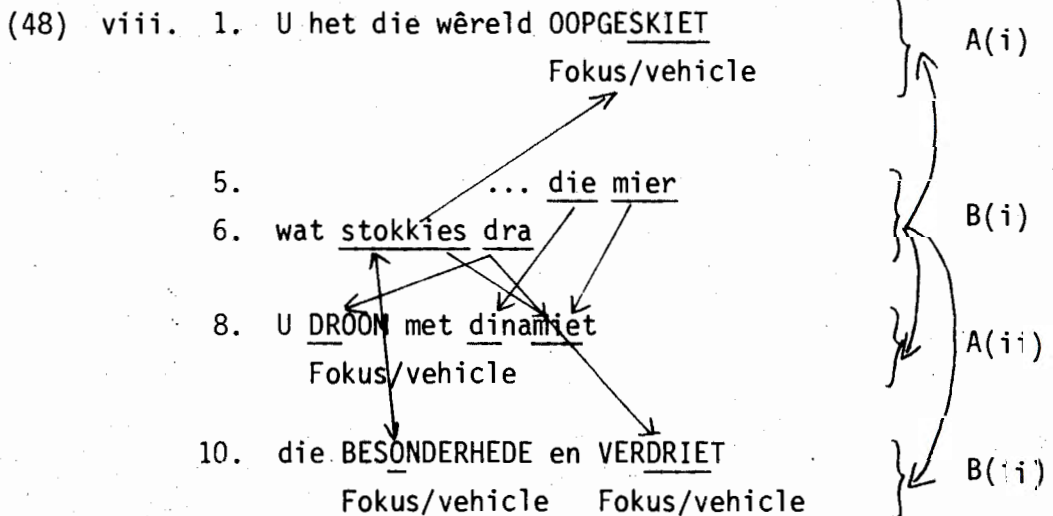 (48) viii. 1. U het die wêreld OOPGESKIET A(i)
Fokus/vehicle
5. ... die mier
6. wat stokkies dra B(i)
8. U DROOM met dinamiet A(ii)
Fokus/vehicle
10. die BESONDERHEDE en VERDRIET B(ii)
Fokus/vehicle Fokus/vehicle